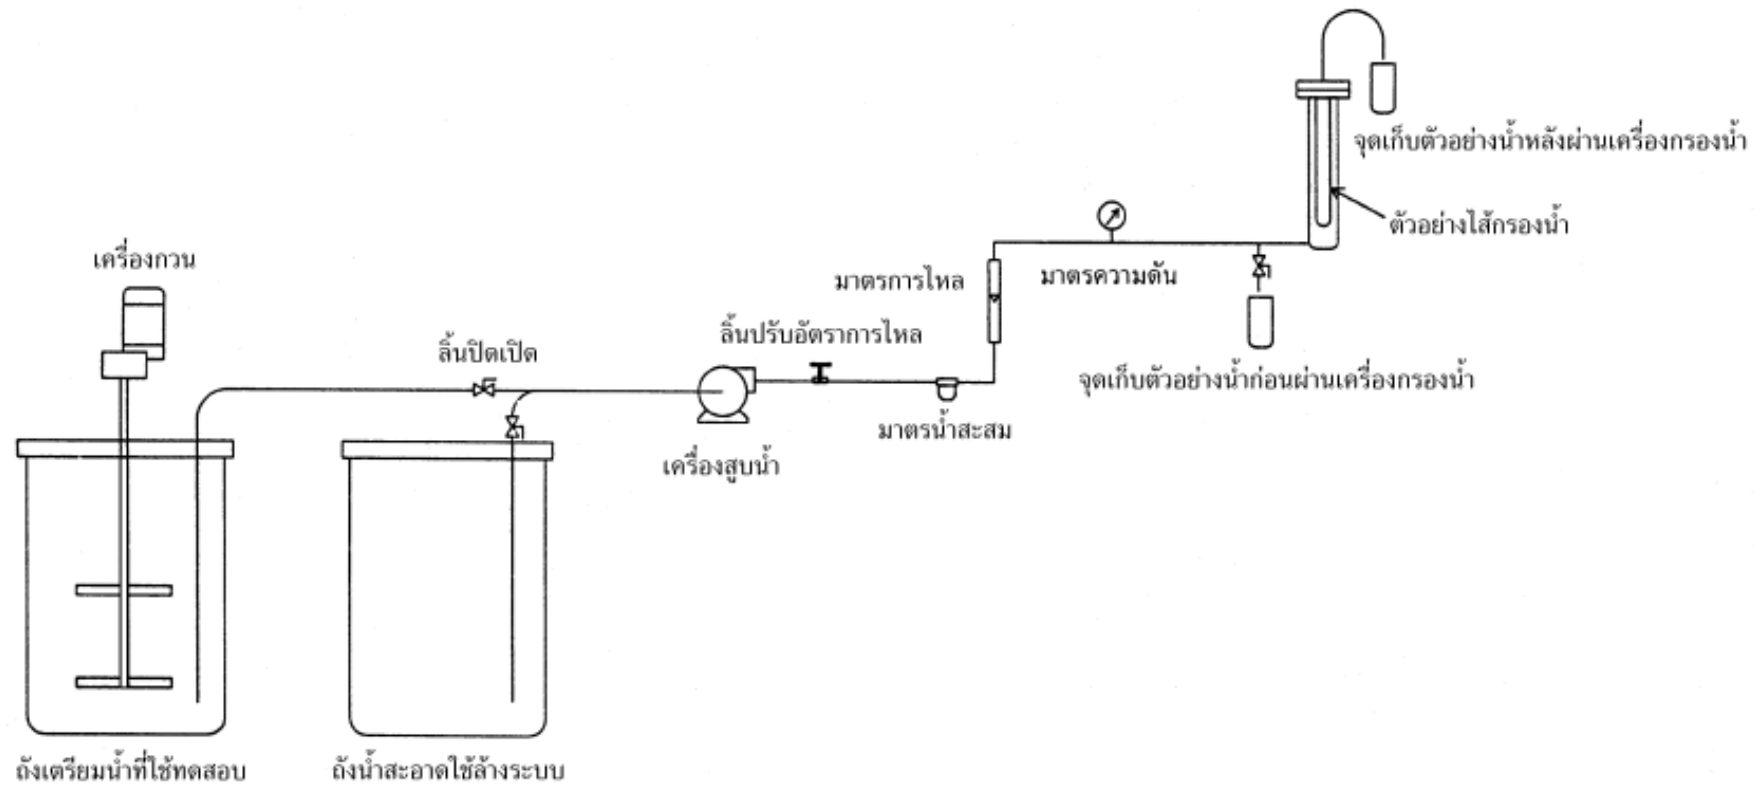 จุดเก็บตัวอย่างน้ำหลังผ่านเครื่องกรองน้ำ
ตัวอย่างไส้กรองน้ำ
เครื่องกวน
มาตรการไหล
มาตรความดัน
ลิ้นปรับอัตราการไหล
ลิ้นปิดเปิด
จุดเก็บตัวอย่างน้ำก่อนผ่านเครื่องกรองน้ำ
มาตรน้ำสะสม
เครื่องสูบน้ำ
ถังเตรียมน้ำที่ใช้ทดสอบ
ถังน้ำสะอาดใช้ล้างระบบ